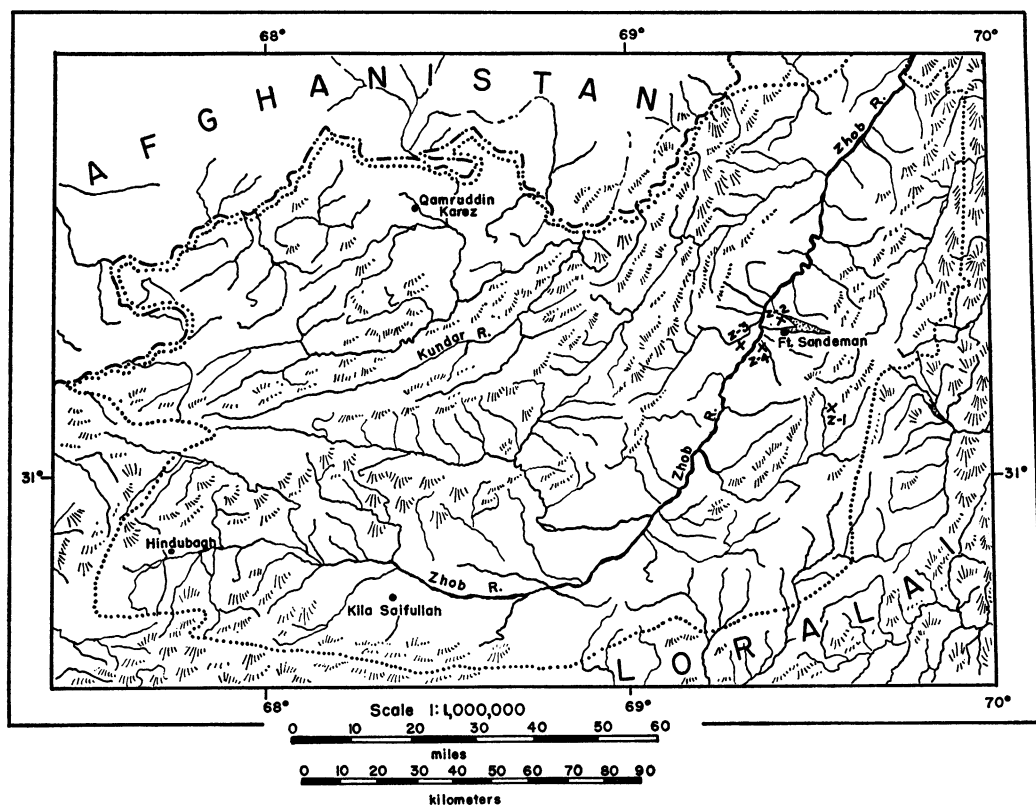 68° 69° 70°
AFGHANISTAN
Zhob R.
Qamruddin
Karez
Kundar R.
Z-2
Z-3
Z-4
Ft. Sandeman
Z-1
Zhob R.
31° 31°
Hindubagh
Zhob R.
Kila Saifullah
LORALAI
68° 69° 70°
Scale 1:1,000,000
0 10 20 30 40 50 60
miles
0 10 20 30 40 50 60 70 80 90
kilometers